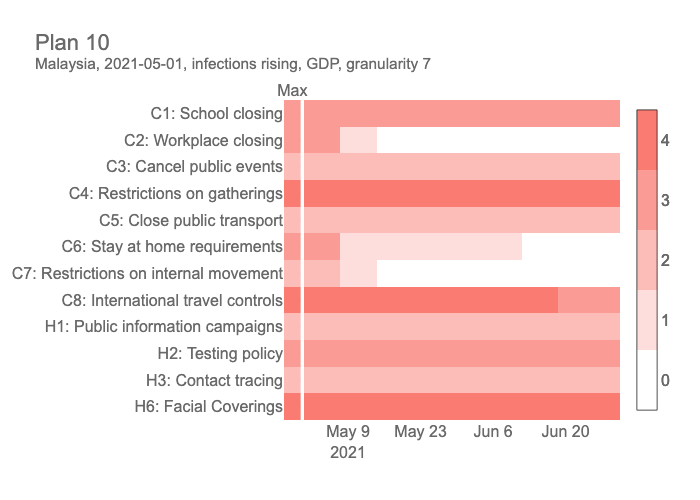 Plan 10
Malaysia, 2021-05-01, infections rising, GDP, granularity 7
Max
C1: School closing
C2: Workplace closing
C3: Cancel public events
C4: Restrictions on gatherings
C5: Close public transport
C6: Stay at home requirements
C7: Restrictions on internal movement
C8: International travel controls
H1: Public information campaigns
H2: Testing policy
H3: Contact tracing
H6: Facial Coverings
4
3
2
1
0
May 9 May 23 Jun 6 Jun 20
2021